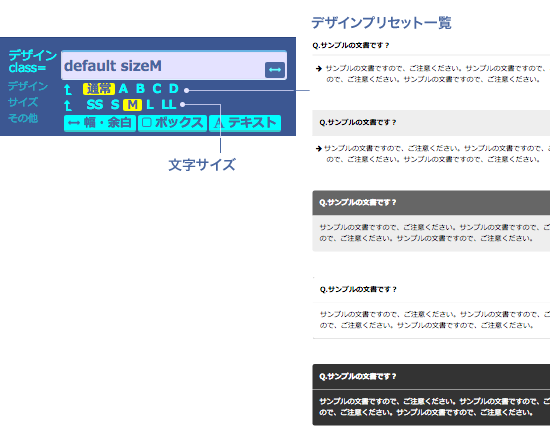 デザイン
class=
default sizeM
↔
デザイン
通常 A B C D
サイズ
SS S M L LL
その他
↔ 幅・余白 □ ボックス A テキスト
文字サイズ
デザインプリセット一覧
Q.サンプルの文書です？
➔ サンプルの文書ですので、ご注意ください。サンプルの文書ですので、
ので、ご注意ください。サンプルの文書ですので、ご注意ください。
Q.サンプルの文書です？
➔ サンプルの文書ですので、ご注意ください。サンプルの文書ですので、ご
ので、ご注意ください。サンプルの文書ですので、ご注意ください。
Q.サンプルの文書です？
サンプルの文書ですので、ご注意ください。サンプルの文書ですので、ご
ので、ご注意ください。サンプルの文書ですので、ご注意ください。
Q.サンプルの文書です？
サンプルの文書ですので、ご注意ください。サンプルの文書ですので、ご
ので、ご注意ください。サンプルの文書ですので、ご注意ください。
Q.サンプルの文書です？
サンプルの文書ですので、ご注意ください。サンプルの文書ですので、ご
ので、ご注意ください。サンプルの文書ですので、ご注意ください。